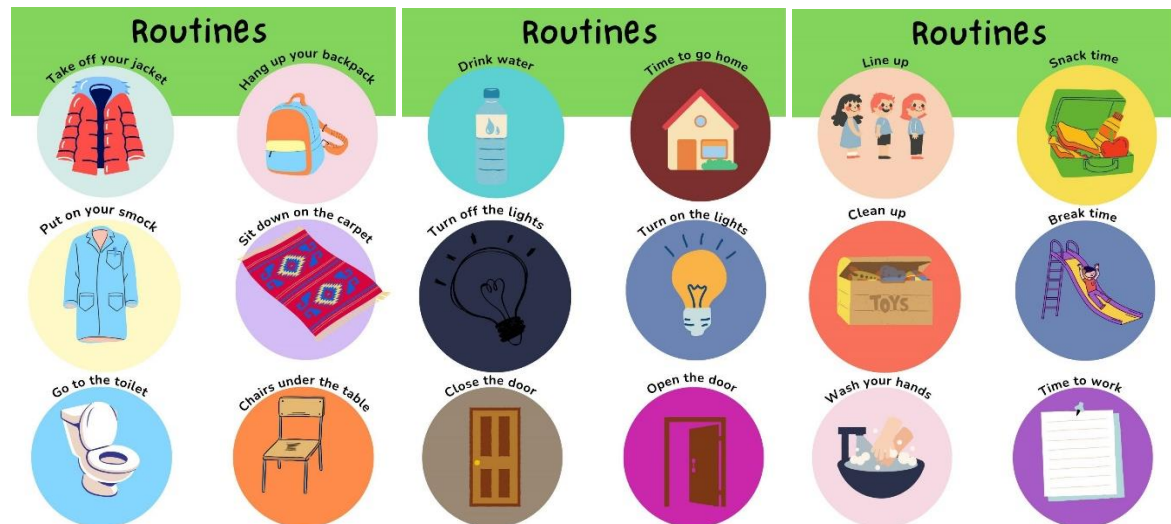 Routines
Take off your jacket
Hang up your backpack
Put on your smock
Sit down on the carpet
Go to the toilet
Chairs under the table
Routines
Drink water
Time to go home
Turn off the lights
Turn on the lights
Close the door
Open the door
Routines
Line up
Snack time
Clean up
Break time
TOYS
Wash your hands
Time to work